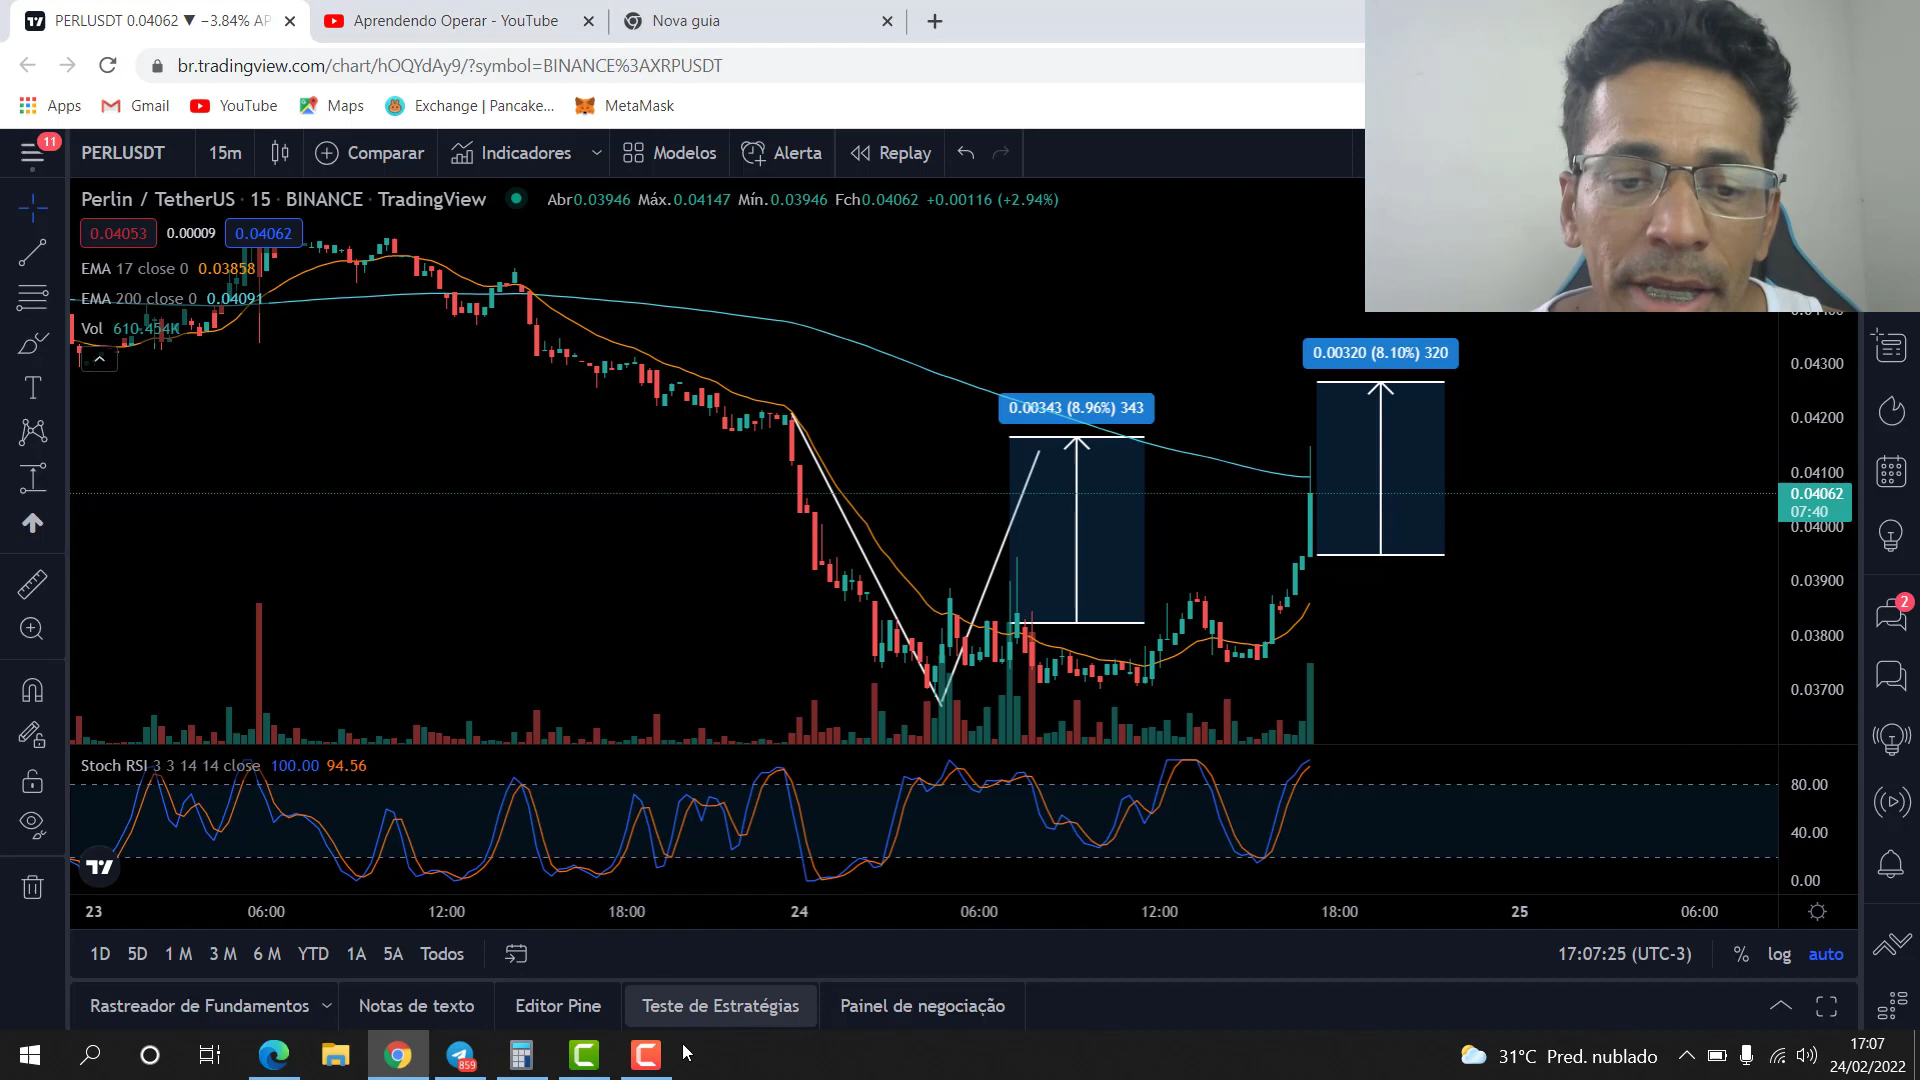 PERLUSDT 0.04062 ▼ −3.84% AP
Aprendendo Operar - YouTube
Nova guia
br.tradingview.com/chart/hOQYdAy9/?symbol=BINANCE%3AXRPUSDT
Apps
Gmail
YouTube
Maps
Exchange | Pancake...
MetaMask
11
PERLUSDT
15m
Comparar
Indicadores
Modelos
Alerta
Replay
Perlin / TetherUS · 15 · BINANCE · TradingView
Abr0.03946 Máx.0.04147 Mín.0.03946 Fch0.04062 +0.00116 (+2.94%)
0.04053
0.00009
0.04062
EMA 17 close 0 0.03858
EMA 200 close 0 0.04091
Vol 610.454K
0.00320 (8.10%) 320
0.00343 (8.96%) 343
0.04300
0.04200
0.04100
0.04062
07:40
0.04000
0.03900
0.03800
0.03700
2
Stoch RSI 3 3 14 14 close 100.00 94.56
80.00
40.00
0.00
23
06:00
12:00
18:00
24
06:00
12:00
18:00
25
06:00
1D
5D
1 M
3 M
6 M
YTD
1A
5A
Todos
17:07:25 (UTC-3)
%
log
auto
Rastreador de Fundamentos
Notas de texto
Editor Pine
Teste de Estratégias
Painel de negociação
859
31°C Pred. nublado
17:07
24/02/2022